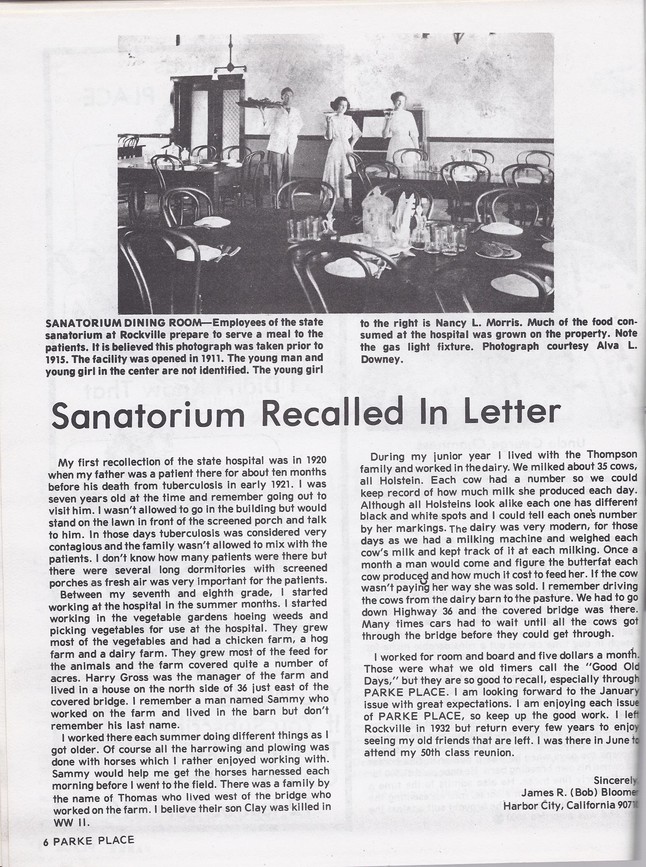 SANATORIUM DINING ROOM—Employees of the state
sanatorium at Rockville prepare to serve a meal to the
patients. It is believed this photograph was taken prior to
1915. The facility was opened in 1911. The young man and
young girl in the center are not identified. The young girl
to the right is Nancy L. Morris. Much of the food con-
sumed at the hospital was grown on the property. Note
the gas light fixture. Photograph courtesy Alva L.
Downey.
Sanatorium Recalled In Letter
My first recollection of the state hospital was in 1920
when my father was a patient there for about ten months
before his death from tuberculosis in early 1921. I was
seven years old at the time and remember going out to
visit him. I wasn't allowed to go in the building but would
stand on the lawn in front of the screened porch and talk
to him. In those days tuberculosis was considered very
contagious and the family wasn't allowed to mix with the
patients. I don't know how many patients were there but
there were several long dormitories with screened
porches as fresh air was very important for the patients.
Between my seventh and eighth grade, I started
working at the hospital in the summer months. I started
working in the vegetable gardens hoeing weeds and
picking vegetables for use at the hospital. They grew
most of the vegetables and had a chicken farm, a hog
farm and a dairy farm. They grew most of the feed for
the animals and the farm covered quite a number of
acres. Harry Gross was the manager of the farm and
lived in a house on the north side of 36 just east of the
covered bridge. I remember a man named Sammy who
worked on the farm and lived in the barn but don't
remember his last name.
I worked there each summer doing different things as I
got older. Of course all the harrowing and plowing was
done with horses which I rather enjoyed working with.
Sammy would help me get the horses harnessed each
morning before I went to the field. There was a family by
the name of Thomas who lived west of the bridge who
worked on the farm. I believe their son Clay was killed in
WW II.
During my junior year I lived with the Thompson
family and worked in the dairy. We milked about 35 cows,
all Holstein. Each cow had a number so we could
keep record of how much milk she produced each day.
Although all Holsteins look alike each one has different
black and white spots and I could tell each one's number
by her markings. The dairy was very modern, for those
days as we had a milking machine and weighed each
cow's milk and kept track of it at each milking. Once a
month a man would come and figure the butterfat each
cow produced and how much it cost to feed her. If the cow
wasn't paying her way she was sold. I remember driving
the cows from the dairy barn to the pasture. We had to go
down Highway 36 and the covered bridge was there.
Many times cars had to wait until all the cows got
through the bridge before they could get through.
I worked for room and board and five dollars a month.
Those were what we old timers call the "Good Old
Days," but they are so good to recall, especially through
PARKE PLACE. I am looking forward to the January
issue with great expectations. I am enjoying each issue
of PARKE PLACE, so keep up the good work. I left
Rockville in 1932 but return every few years to enjoy
seeing my old friends that are left. I was there in June to
attend my 50th class reunion.
Sincerely
James R. (Bob) Bloomer
Harbor City, California
6 PARKE PLACE